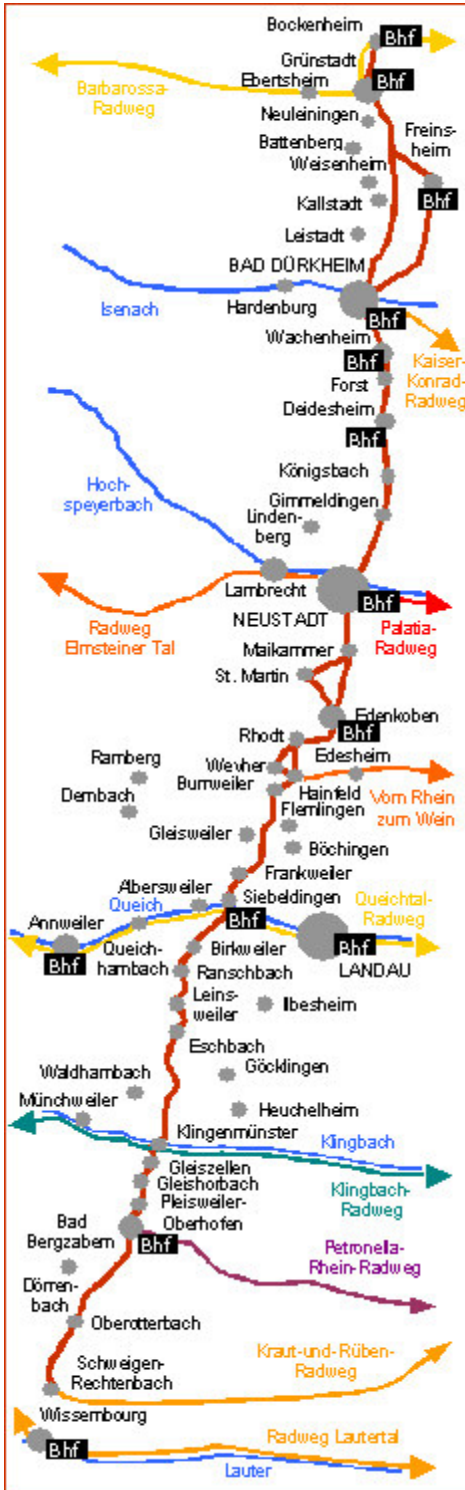 Bockenheim
Bhf
Grünstadt
Bhf
Ebertsheim
Barbarossa-
Radweg
Neuleiningen
Freins-
heim
Battenberg
Weisenheim
Bhf
Kallstadt
Leistadt
BAD DÜRKHEIM
Isenach
Hardenburg
Bhf
Wachenheim
Bhf
Kaiser-
Konrad-
Radweg
Forst
Deidesheim
Bhf
Königsbach
Hoch-
speyerbach
Gimmeldingen
Linden-
berg
Lambrecht
Bhf
NEUSTADT
Radweg
Elmsteiner Tal
Palatia-
Radweg
Maikammer
St. Martin
Edenkoben
Bhf
Rhodt
Edesheim
Ramberg
Weyher
Burrweiler
Hainfeld
Dernbach
Flemlingen
Vom Rhein
zum Wein
Gleisweiler
Böchingen
Frankweiler
Albersweiler
Siebeldingen
Queich
Bhf
Queichtal-
Radweg
Annweiler
Bhf
Queich-
hambach
Birkweiler
Bhf
LANDAU
Ranschbach
Leins-
weiler
Ilbesheim
Eschbach
Göcklingen
Waldhambach
Münchweiler
Heuchelheim
Klingenmünster
Klingbach
Gleiszellen
Gleishorbach
Klingbach-
Radweg
Pleisweiler-
Oberhofen
Bad
Bergzabern
Bhf
Petronella-
Rhein-Radweg
Dörren-
bach
Oberotterbach
Kraut-und-Rüben-
Radweg
Schweigen-
Rechtenbach
Wissembourg
Bhf
Radweg Lautertal
Lauter